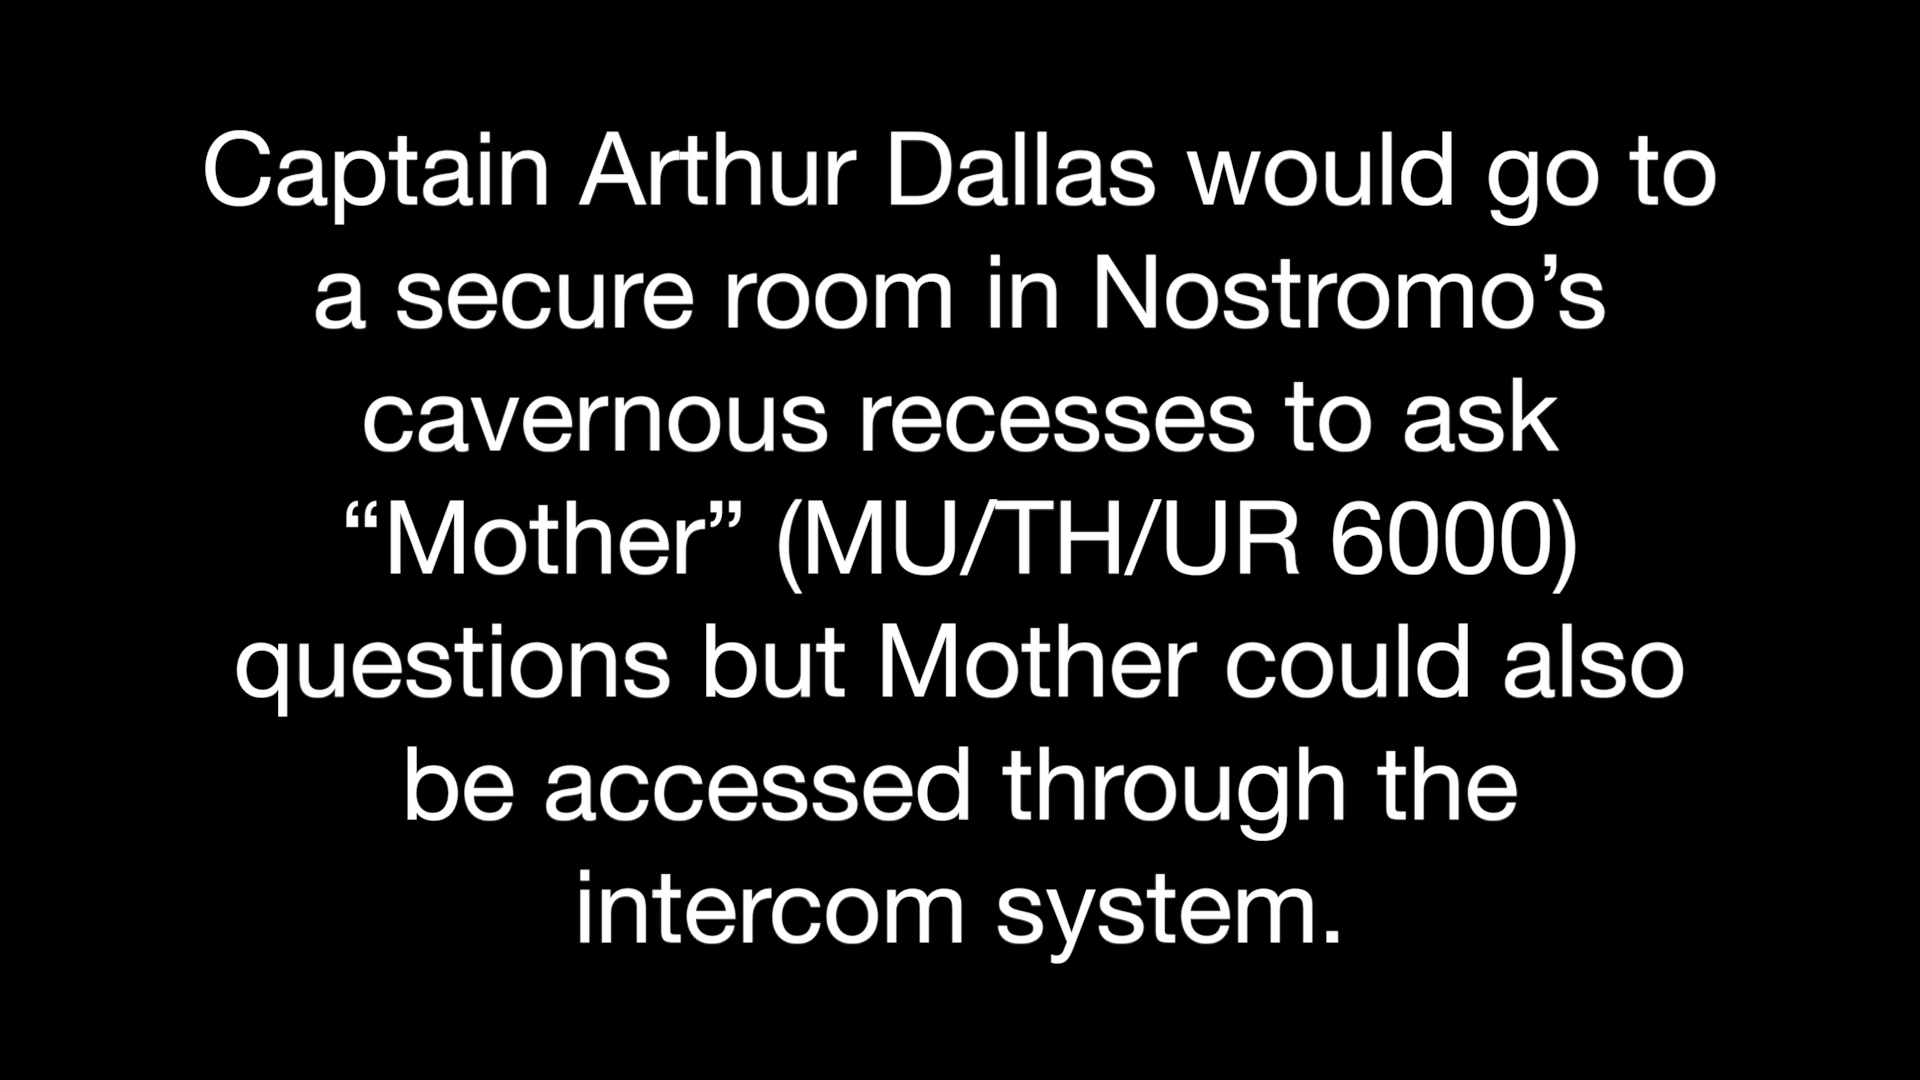 Captain Arthur Dallas would go to
a secure room in Nostromo’s
cavernous recesses to ask
“Mother” (MU/TH/UR 6000)
questions but Mother could also
be accessed through the
intercom system.